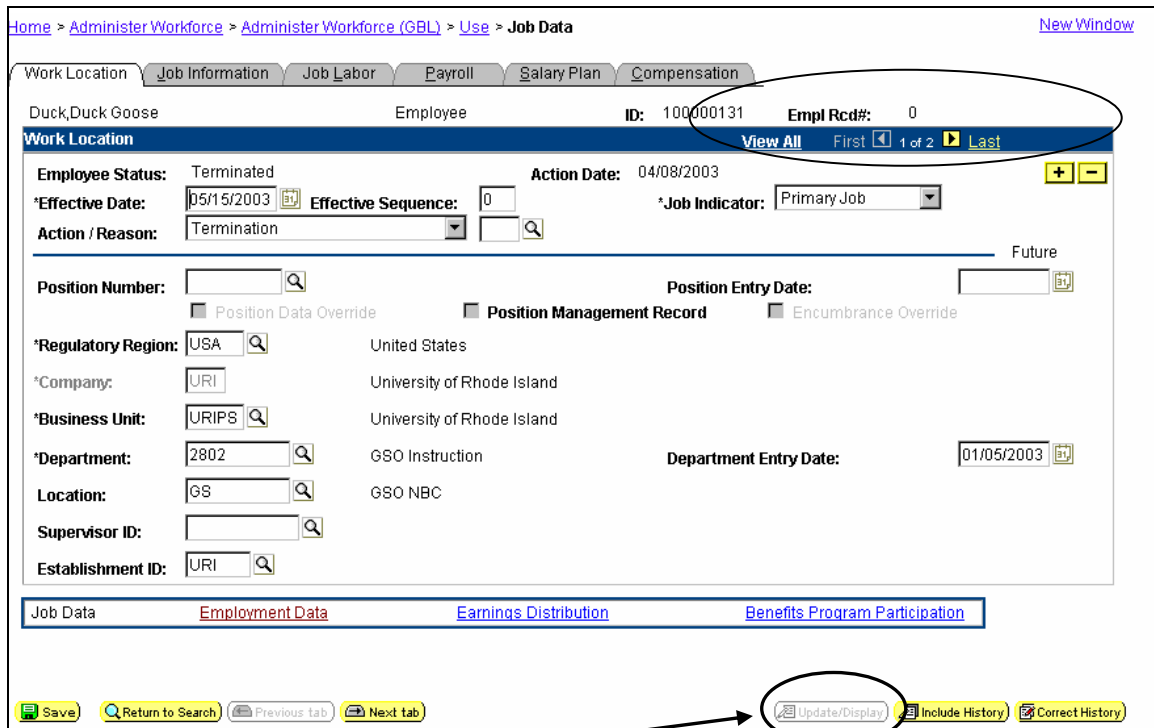 Home > Administer Workforce > Administer Workforce (GBL) > Use > Job Data New Window
Work Location Job Information Job Labor Payroll Salary Plan Compensation
Duck,Duck Goose Employee ID: 100000131 Empl Rcd#: 0
Work Location View All First 1 of 2 Last
Employee Status: Terminated Action Date: 04/08/2003 + -
*Effective Date: 05/15/2003 Effective Sequence: 0 *Job Indicator: Primary Job
Action / Reason: Termination
Future
Position Number: Position Entry Date:
Position Data Override Position Management Record Encumbrance Override
*Regulatory Region: USA United States
*Company: URI University of Rhode Island
*Business Unit: URIPS University of Rhode Island
*Department: 2802 GSO Instruction Department Entry Date: 01/05/2003
Location: GS GSO NBC
Supervisor ID:
Establishment ID: URI
Job Data Employment Data Earnings Distribution Benefits Program Participation
Save Return to Search Previous tab Next tab Update/Display Include History Correct History